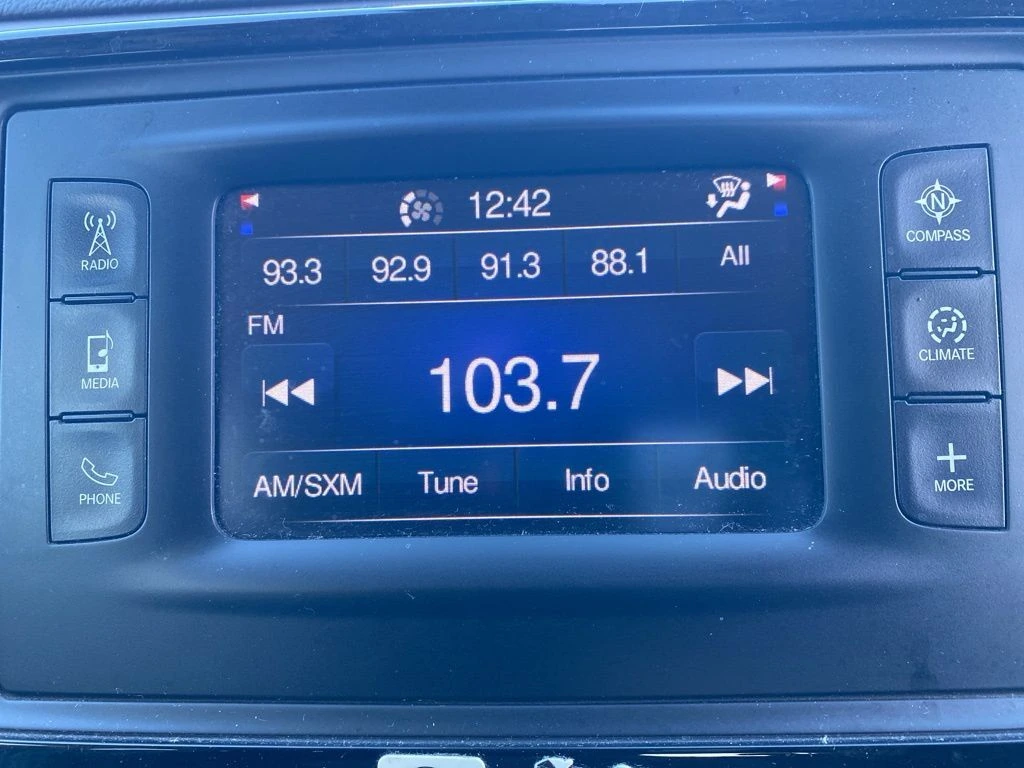 12:42
93.3 92.9 91.3 88.1 All
FM
103.7
AM/SXM Tune Info Audio
RADIO
MEDIA
PHONE
N
COMPASS
CLIMATE
+
MORE